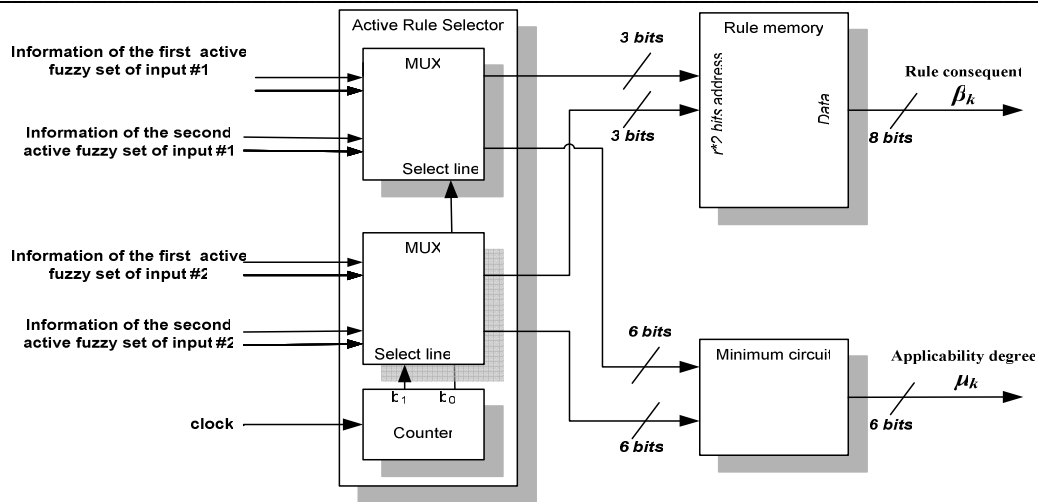 Active Rule Selector
Information of the first active
fuzzy set of input #1
MUX
3 bits
Rule memory
r*2 bits address
Data
Rule consequent
βk
8 bits
Information of the second
active fuzzy set of input #1
Select line
3 bits
Information of the first active
fuzzy set of input #2
MUX
Information of the second
active fuzzy set of input #2
Select line
6 bits
Minimum circuit
Applicability degree
μk
6 bits
b1
b0
clock
Counter
6 bits